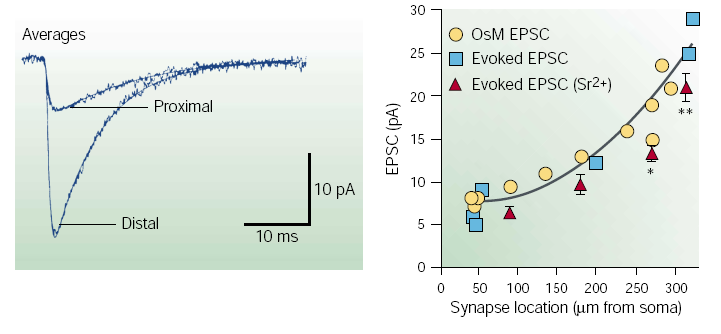 Averages
Proximal
Distal
10 pA
10 ms
EPSC (pA)
30
25
20
15
10
5
0
OsM EPSC
Evoked EPSC
Evoked EPSC (Sr2+)
**
*
0 50 100 150 200 250 300
Synapse location (μm from soma)